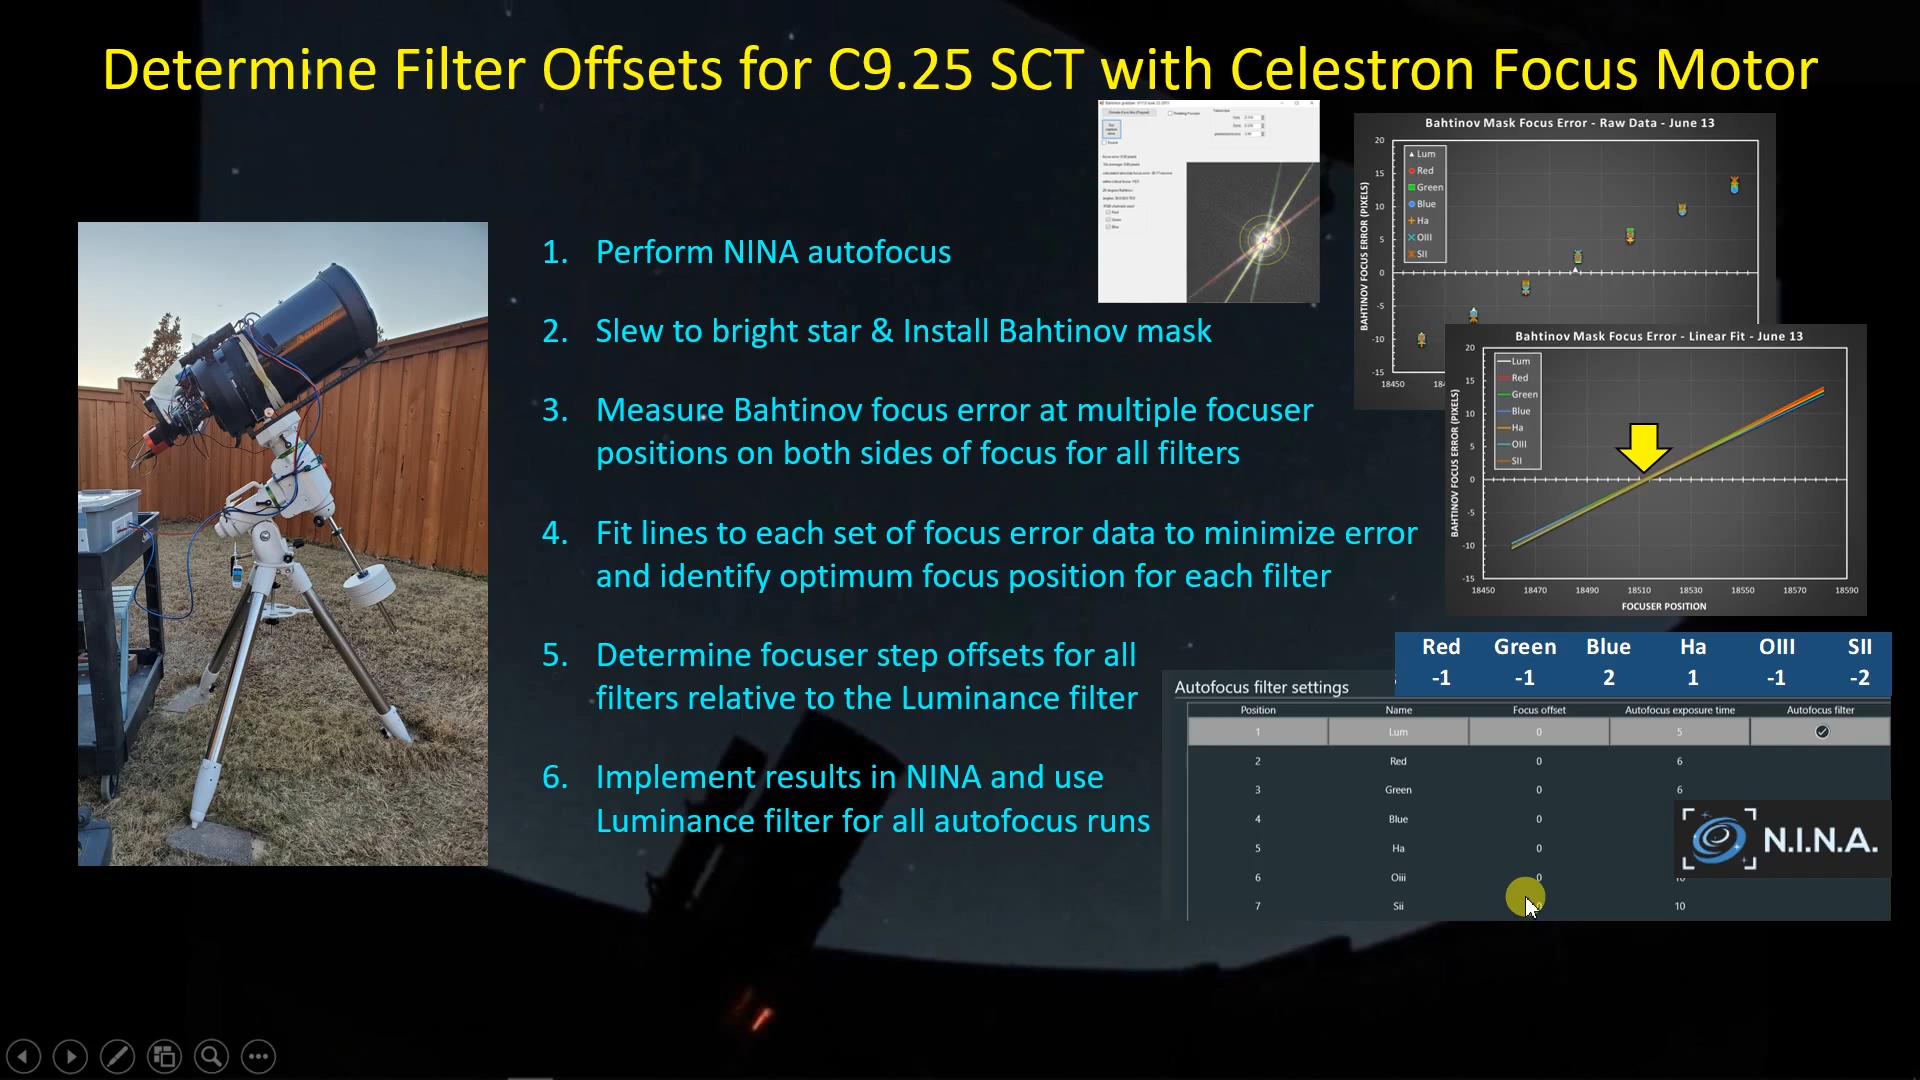 Determine Filter Offsets for C9.25 SCT with Celestron Focus Motor
1. Perform NINA autofocus
2. Slew to bright star & Install Bahtinov mask
3. Measure Bahtinov focus error at multiple focuser
positions on both sides of focus for all filters
4. Fit lines to each set of focus error data to minimize error
and identify optimum focus position for each filter
5. Determine focuser step offsets for all
filters relative to the Luminance filter
6. Implement results in NINA and use
Luminance filter for all autofocus runs
Bahtinov Mask Focus Error - Raw Data - June 13
BAHTINOV FOCUS ERROR (PIXELS)
20
15
10
5
0
-5
-10
-15
18450
Lum
Red
Green
Blue
Ha
OIII
SII
Bahtinov Mask Focus Error - Linear Fit - June 13
BAHTINOV FOCUS ERROR (PIXELS)
20
15
10
5
0
-5
-10
-15
Lum
Red
Green
Blue
Ha
OIII
SII
18450 18470 18490 18510 18530 18550 18570 18590
FOCUSER POSITION
Red Green Blue Ha OIII SII
-1 -1 2 1 -1 -2
Autofocus filter settings
Position Name Focus offset Autofocus exposure time Autofocus filter
1 Lum 0 5
2 Red 0 6
3 Green 0 6
4 Blue 0
5 Ha 0
6 Oiii 0
7 Sii 0 10
N.I.N.A.